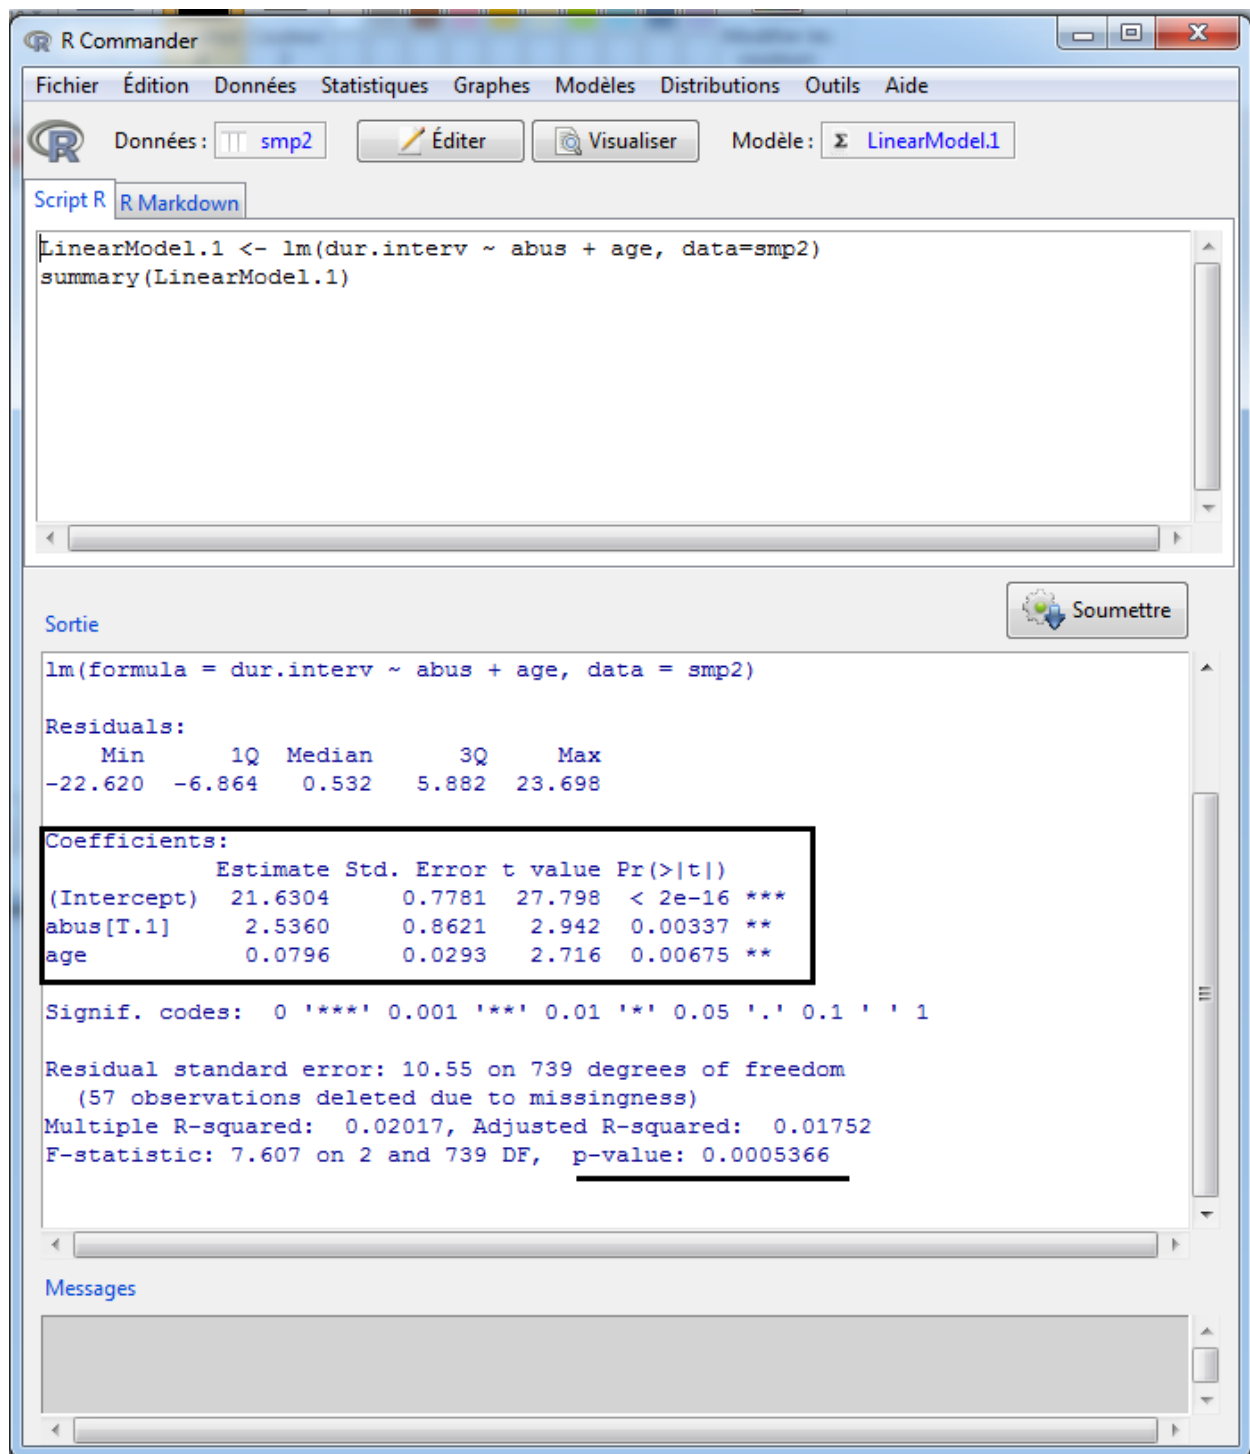 R Commander
Fichier Édition Données Statistiques Graphes Modèles Distributions Outils Aide
Données : smp2 Éditer Visualiser Modèle : Σ LinearModel.1
Script R R Markdown
LinearModel.1 <- lm(dur.interv ~ abus + age, data=smp2)
summary(LinearModel.1)
Soumettre
Sortie
lm(formula = dur.interv ~ abus + age, data = smp2)
Residuals:
Min 1Q Median 3Q Max
-22.620 -6.864 0.532 5.882 23.698
Coefficients:
Estimate Std. Error t value Pr(>|t|)
(Intercept) 21.6304 0.7781 27.798 < 2e-16 ***
abus[T.1] 2.5360 0.8621 2.942 0.00337 **
age 0.0796 0.0293 2.716 0.00675 **
Signif. codes: 0 '***' 0.001 '**' 0.01 '*' 0.05 '.' 0.1 ' ' 1
Residual standard error: 10.55 on 739 degrees of freedom
(57 observations deleted due to missingness)
Multiple R-squared: 0.02017, Adjusted R-squared: 0.01752
F-statistic: 7.607 on 2 and 739 DF, p-value: 0.0005366
Messages